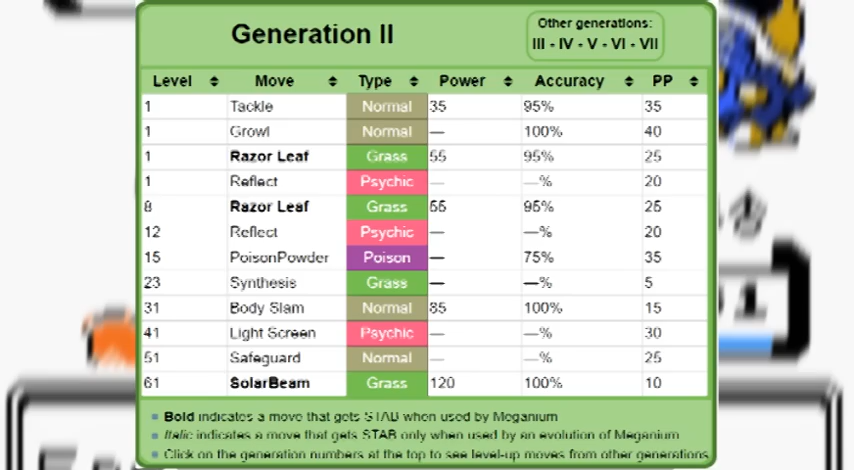 Generation II
Other generations:
III - IV - V - VI - VII
Level Move Type Power Accuracy PP
1 Tackle Normal 35 95% 35
1 Growl Normal — 100% 40
1 Razor Leaf Grass 55 95% 25
1 Reflect Psychic — —% 20
8 Razor Leaf Grass 55 95% 25
12 Reflect Psychic — —% 20
15 PoisonPowder Poison — 75% 35
23 Synthesis Grass — —% 5
31 Body Slam Normal 85 100% 15
41 Light Screen Psychic — —% 30
51 Safeguard Normal — —% 25
61 SolarBeam Grass 120 100% 10
Bold indicates a move that gets STAB when used by Meganium
Italic indicates a move that gets STAB only when used by an evolution of Meganium
Click on the generation numbers at the top to see level-up moves from other generations